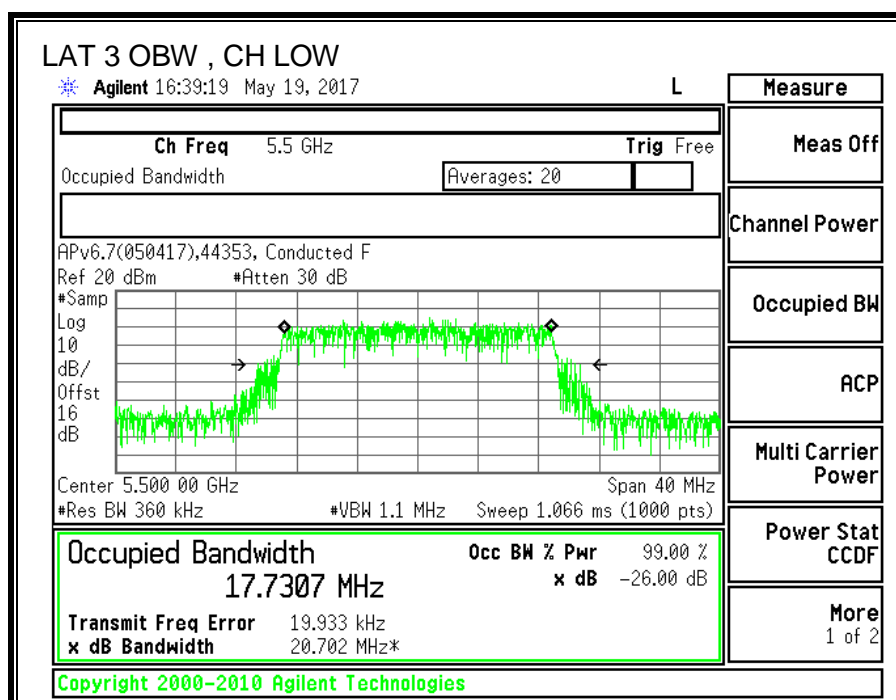 LAT 3 OBW , CH LOW
Agilent 16:39:19 May 19, 2017 L
Measure
Ch Freq 5.5 GHz Trig Free
Meas Off
Occupied Bandwidth Averages: 20
Channel Power
APv6.7(050417),44353, Conducted F
Ref 20 dBm #Atten 30 dB
#Samp
Log
10
dB/
Offst
16
dB
Occupied BW
ACP
Multi Carrier
Power
Center 5.500 00 GHz Span 40 MHz
#Res BW 360 kHz #VBW 1.1 MHz Sweep 1.066 ms (1000 pts)
Power Stat
CCDF
Occupied Bandwidth Occ BW % Pwr 99.00 %
17.7307 MHz x dB -26.00 dB
Transmit Freq Error 19.933 kHz
x dB Bandwidth 20.702 MHz*
More
1 of 2
Copyright 2000-2010 Agilent Technologies